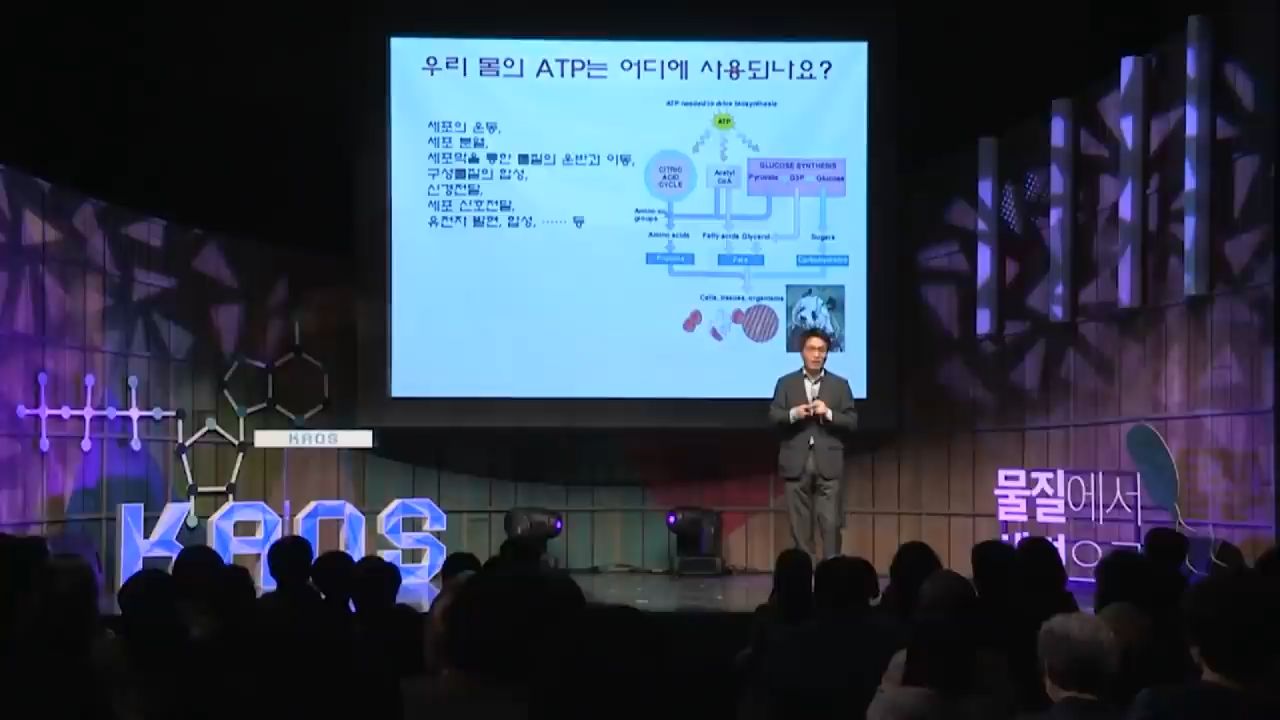 우리 몸의 ATP는 어디에 사용되나요?
세포의 운동,
세포 분열,
세포막을 통한 물질의 운반과 이동,
구성물질의 합성,
신경전달,
세포 신호전달,
유전자 발현, 합성, ...... 등
ATP needed to drive biosynthesis
ATP
CITRIC ACID CYCLE
Acetyl CoA
GLUCOSE SYNTHESIS
Pyruvate G3P Glucose
Amino groups
Amino acids
Fatty acids Glycerol
Sugars
Proteins
Fats
Carbohydrates
Cells, tissues, organisms
KAOS
KAOS
물질에서